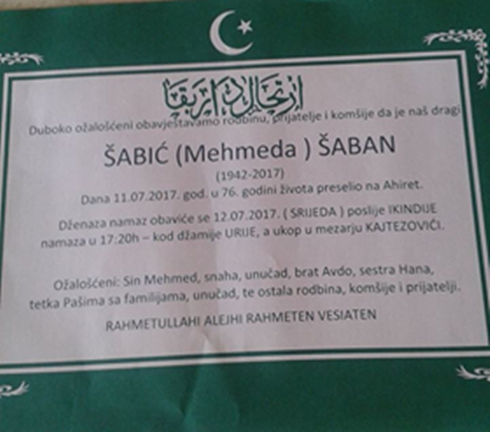 ارتحال لدار بقا
Duboko ožalošćeni obavještavamo rodbinu, prijatelje i komšije da je naš dragi
ŠABIĆ (Mehmeda ) ŠABAN
(1942-2017)
Dana 11.07.2017. god. u 76. godini života preselio na Ahiret.
Dženaza namaz obaviće se 12.07.2017. ( SRIJEDA ) poslije IKINDIJE
namaza u 17:20h – kod džamije URIJE, a ukop u mezarju KAJTEZOVIĆI.
Ožalošćeni: Sin Mehmed, snaha, unučad, brat Avdo, sestra Hana,
tetka Pašima sa familijama, unučad, te ostala rodbina, komšije i prijatelji.
RAHMETULLAHI ALEJHI RAHMETEN VESIATEN